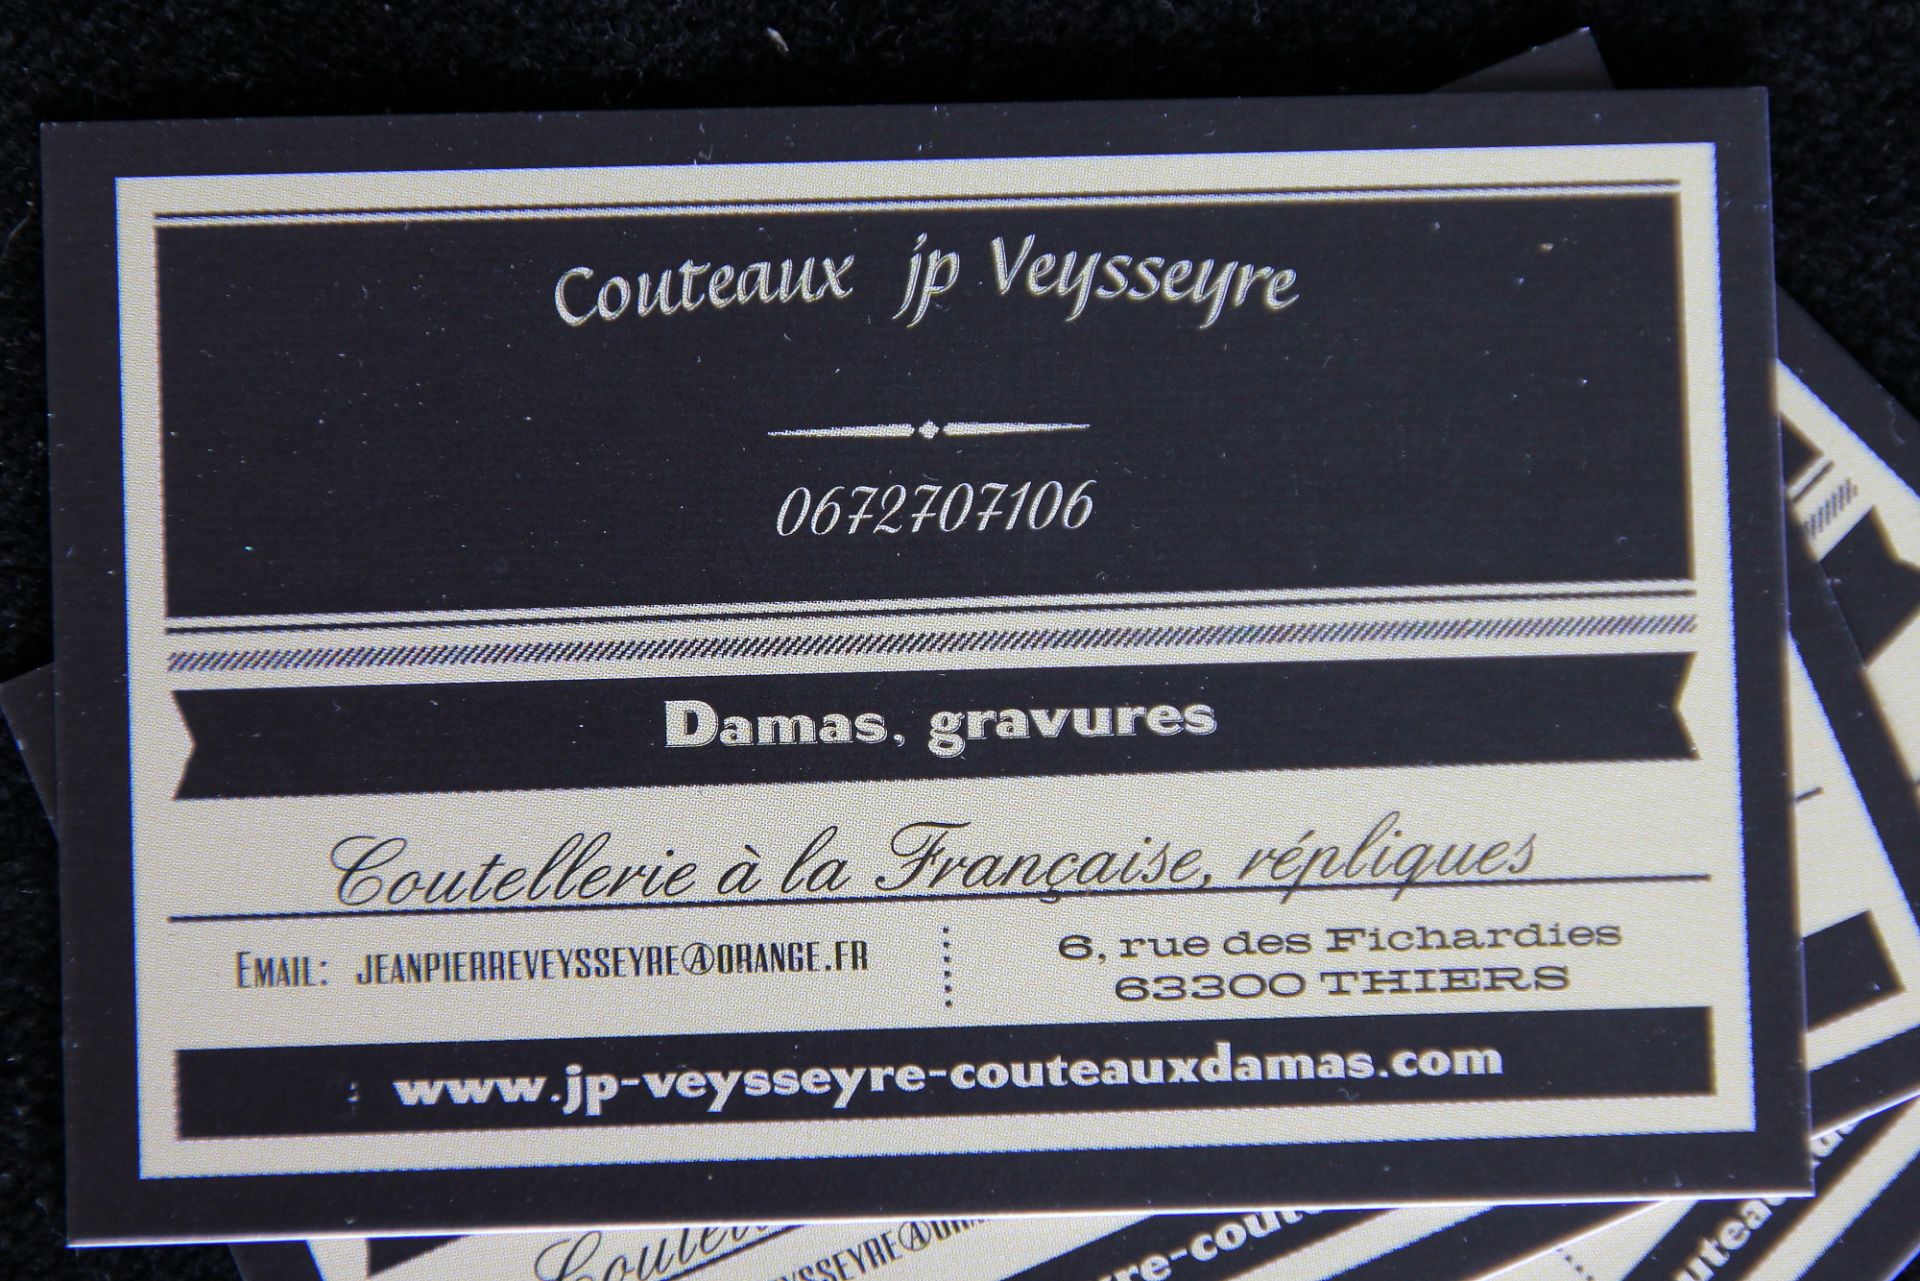 Couteaux jp Veysseyre
0672707106
Damas, gravures
Coutellerie à la Française, répliques
EMAIL: JEANPIERREVEYSSEYRE@ORANGE.FR
6, rue des Fichardies
63300 THIERS
: www.jp-veysseyre-couteauxdamas.com